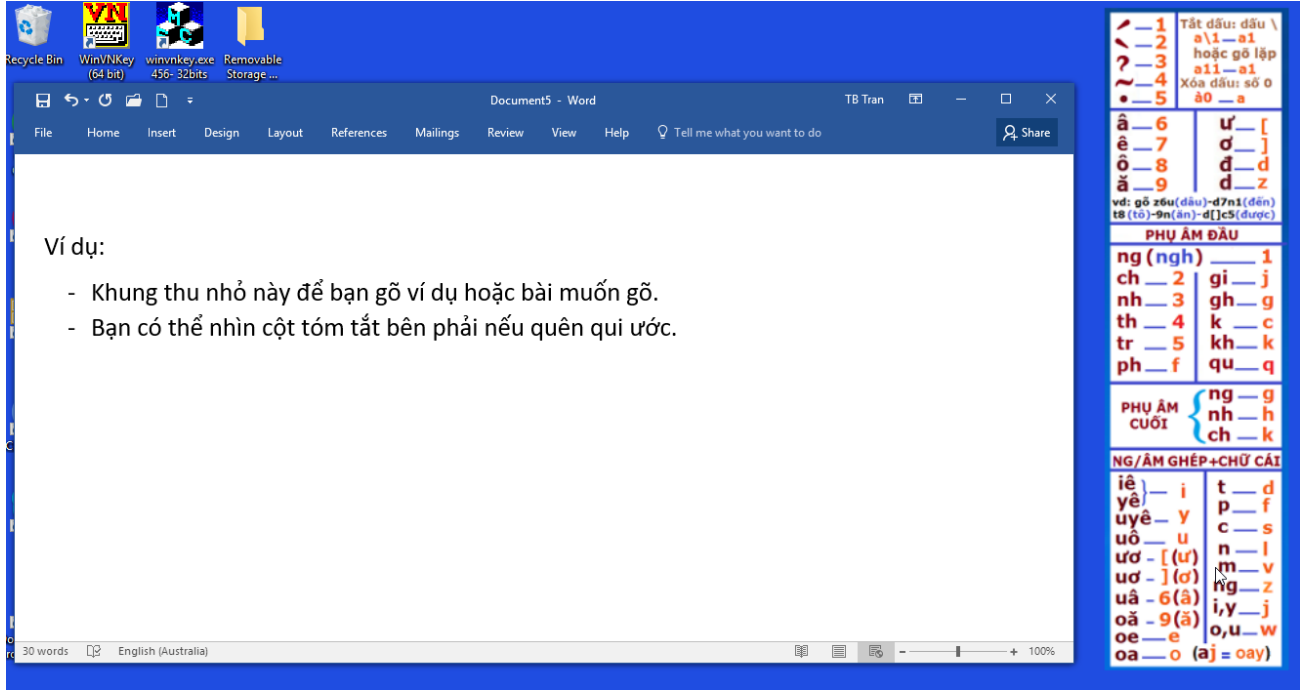 Recycle Bin
WinVNKey
(64 bit)
winvnkey.exe
456- 32bits
Removable
Storage ...
Document5 - Word
TB Tran
File Home Insert Design Layout References Mailings Review View Help Tell me what you want to do
Share
Ví dụ:
- Khung thu nhỏ này để bạn gõ ví dụ hoặc bài muốn gõ.
- Bạn có thể nhìn cột tóm tắt bên phải nếu quên qui ước.
30 words English (Australia)
100%
´ — 1
` — 2
? — 3
~ — 4
• — 5
Tắt dấu: dấu \
a\1—a1
hoặc gõ lặp
a11—a1
Xóa dấu: số 0
à0 — a
â — 6
ê — 7
ô — 8
ă — 9
ư — [
ơ — ]
đ — d
d — z
vd: gõ z6u(dâu)-d7n1(đến)
t8(tô)-9n(ăn)-d[]c5(được)
PHỤ ÂM ĐẦU
ng (ngh) — 1
ch — 2
nh — 3
th — 4
tr — 5
ph — f
gi — j
gh — g
k — c
kh — k
qu — q
PHỤ ÂM
CUỐI
ng — g
nh — h
ch — k
NG/ÂM GHÉP+CHỮ CÁI
iê
yê
— i
uyê — y
uô — u
ươ - [ (ư)
uơ - ] (ơ)
uâ - 6(â)
oă - 9(ă)
oe — e
oa — o
t — d
p — f
c — s
n — l
m — v
ng — z
i,y — j
o,u — w
(aj = oay)